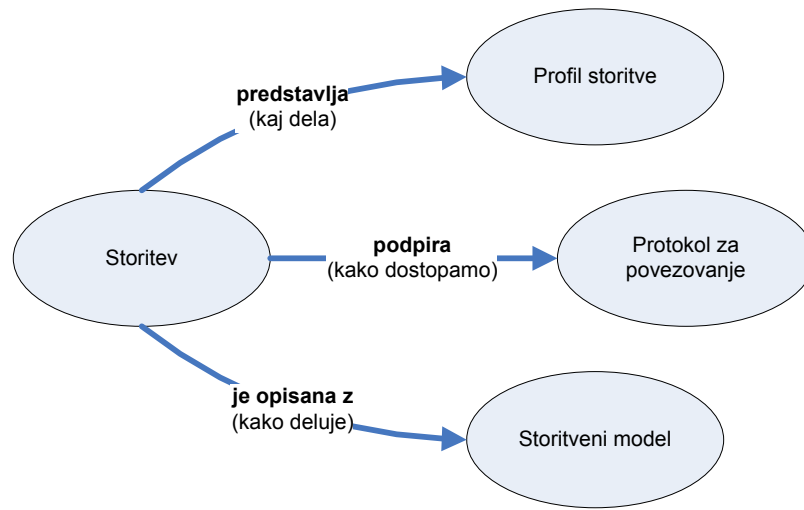 Profil storitve
predstavlja
(kaj dela)
Storitev
podpira
(kako dostopamo)
Protokol za
povezovanje
je opisana z
(kako deluje)
Storitveni model